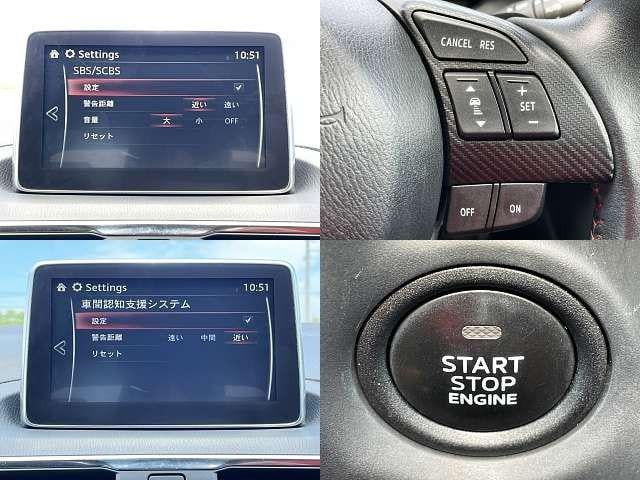 Settings 10:51
SBS/SCBS
設定
警告距離 近い 遠い
音量 大 小 OFF
リセット
CANCEL RES
+
SET
−
OFF ON
Settings 10:51
車間認知支援システム
設定
警告距離 遠い 中間 近い
リセット
START
STOP
ENGINE